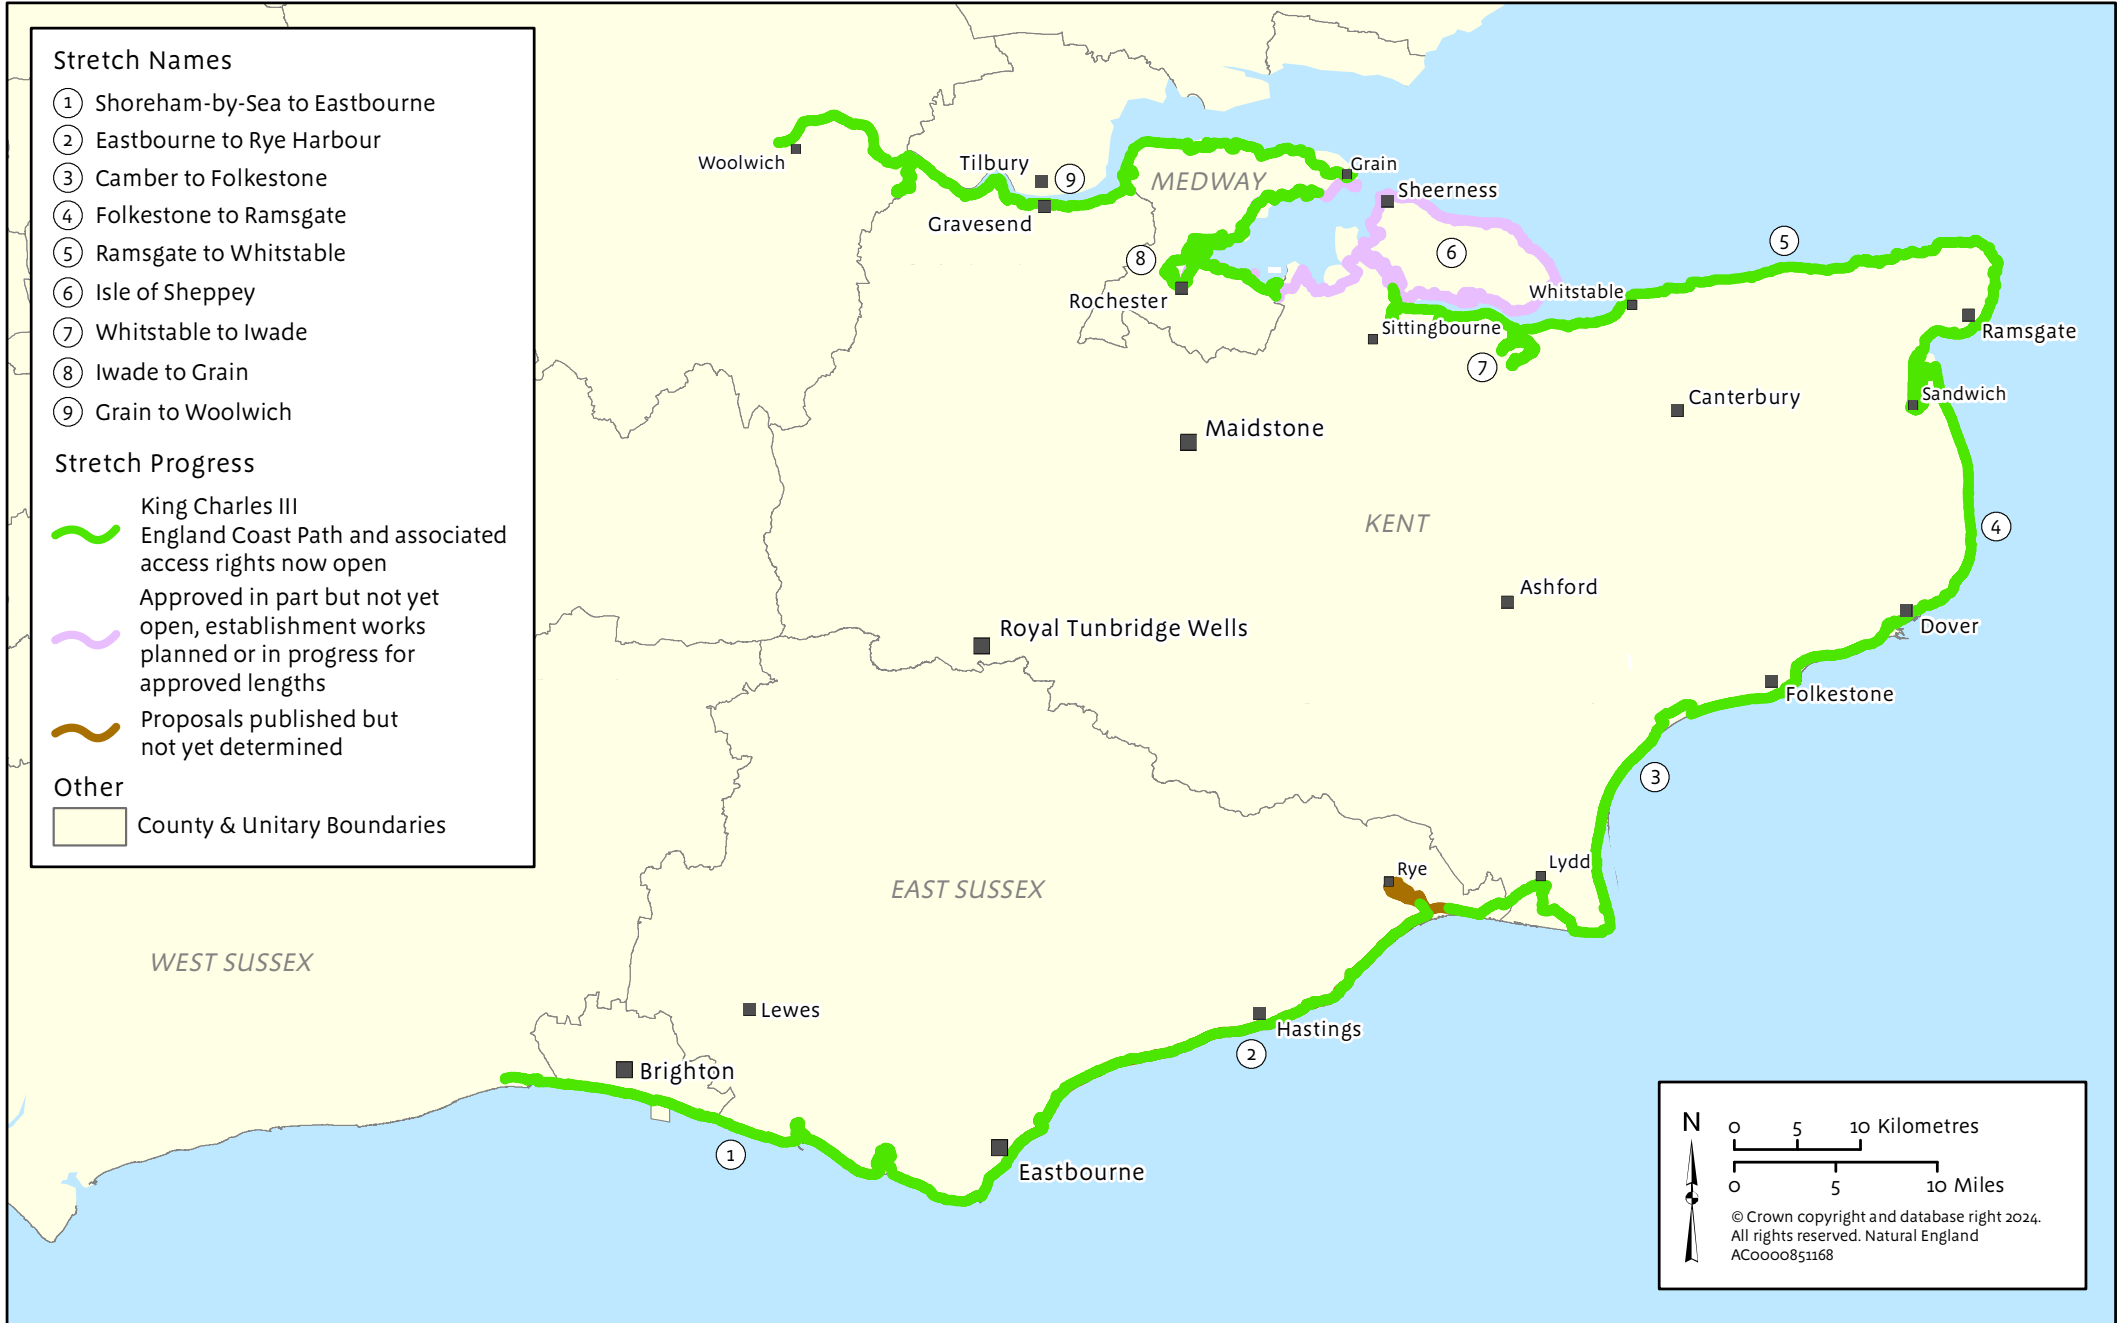 Stretch Names
1 Shoreham-by-Sea to Eastbourne
2 Eastbourne to Rye Harbour
3 Camber to Folkestone
4 Folkestone to Ramsgate
5 Ramsgate to Whitstable
6 Isle of Sheppey
7 Whitstable to Iwade
8 Iwade to Grain
9 Grain to Woolwich
Stretch Progress
King Charles III
England Coast Path and associated
access rights now open
Approved in part but not yet
open, establishment works
planned or in progress for
approved lengths
Proposals published but
not yet determined
Other
County & Unitary Boundaries
Woolwich
Tilbury
9
Gravesend
MEDWAY
Grain
Sheerness
6
5
8
Rochester
Whitstable
Sittingbourne
7
Ramsgate
Sandwich
Canterbury
Maidstone
KENT
4
Ashford
Royal Tunbridge Wells
Dover
Folkestone
3
Lydd
Rye
EAST SUSSEX
WEST SUSSEX
Lewes
Hastings
2
Brighton
1
Eastbourne
N
0 5 10 Kilometres
0 5 10 Miles
© Crown copyright and database right 2024.
All rights reserved. Natural England
AC0000851168